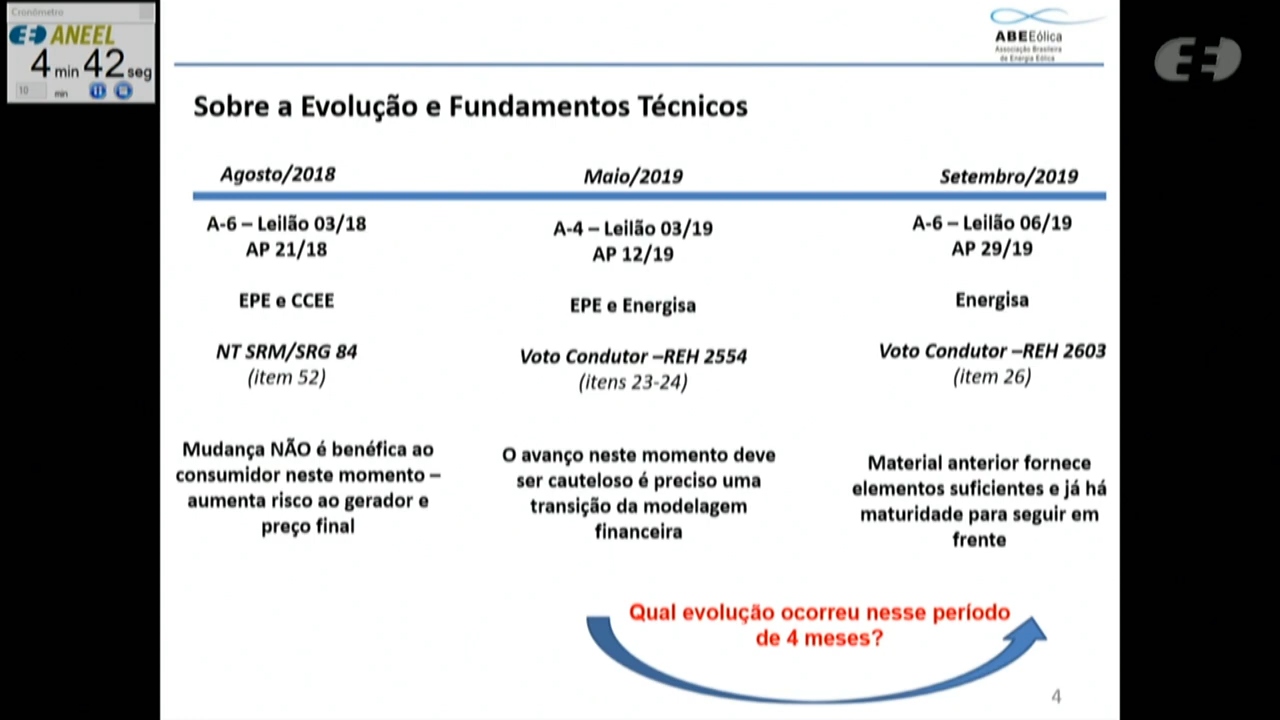 Cronômetro
ANEEL
4 min 42 seg
10 min
ABEEólica
Associação Brasileira
de Energia Eólica
Sobre a Evolução e Fundamentos Técnicos
Agosto/2018
A-6 – Leilão 03/18
AP 21/18
EPE e CCEE
NT SRM/SRG 84
(item 52)
Mudança NÃO é benéfica ao
consumidor neste momento –
aumenta risco ao gerador e
preço final
Maio/2019
A-4 – Leilão 03/19
AP 12/19
EPE e Energisa
Voto Condutor –REH 2554
(itens 23-24)
O avanço neste momento deve
ser cauteloso é preciso uma
transição da modelagem
financeira
Setembro/2019
A-6 – Leilão 06/19
AP 29/19
Energisa
Voto Condutor –REH 2603
(item 26)
Material anterior fornece
elementos suficientes e já há
maturidade para seguir em
frente
Qual evolução ocorreu nesse período
de 4 meses?
4